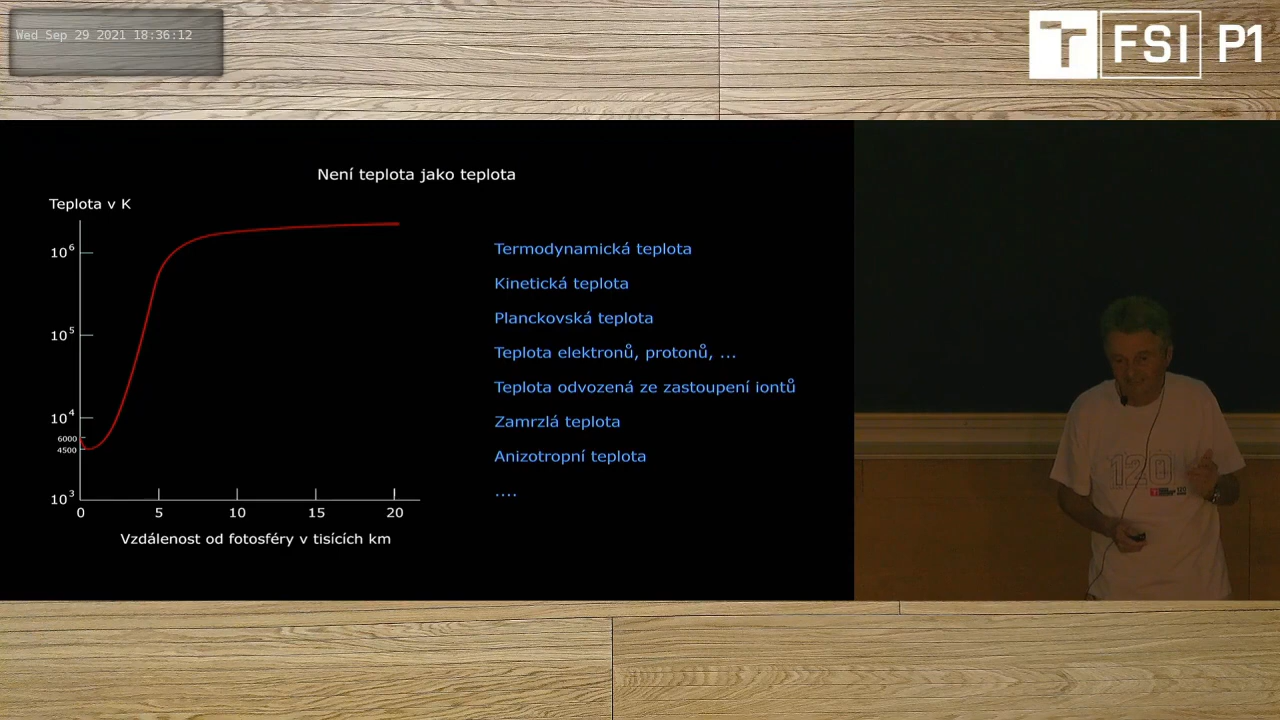 Wed Sep 29 2021 18:36:12
T FSI P1
Není teplota jako teplota
Teplota v K
10⁶
10⁵
10⁴
6000
4500
10³
0 5 10 15 20
Vzdálenost od fotosféry v tisících km
Termodynamická teplota
Kinetická teplota
Planckovská teplota
Teplota elektronů, protonů, ...
Teplota odvozená ze zastoupení iontů
Zamrzlá teplota
Anizotropní teplota
....
120